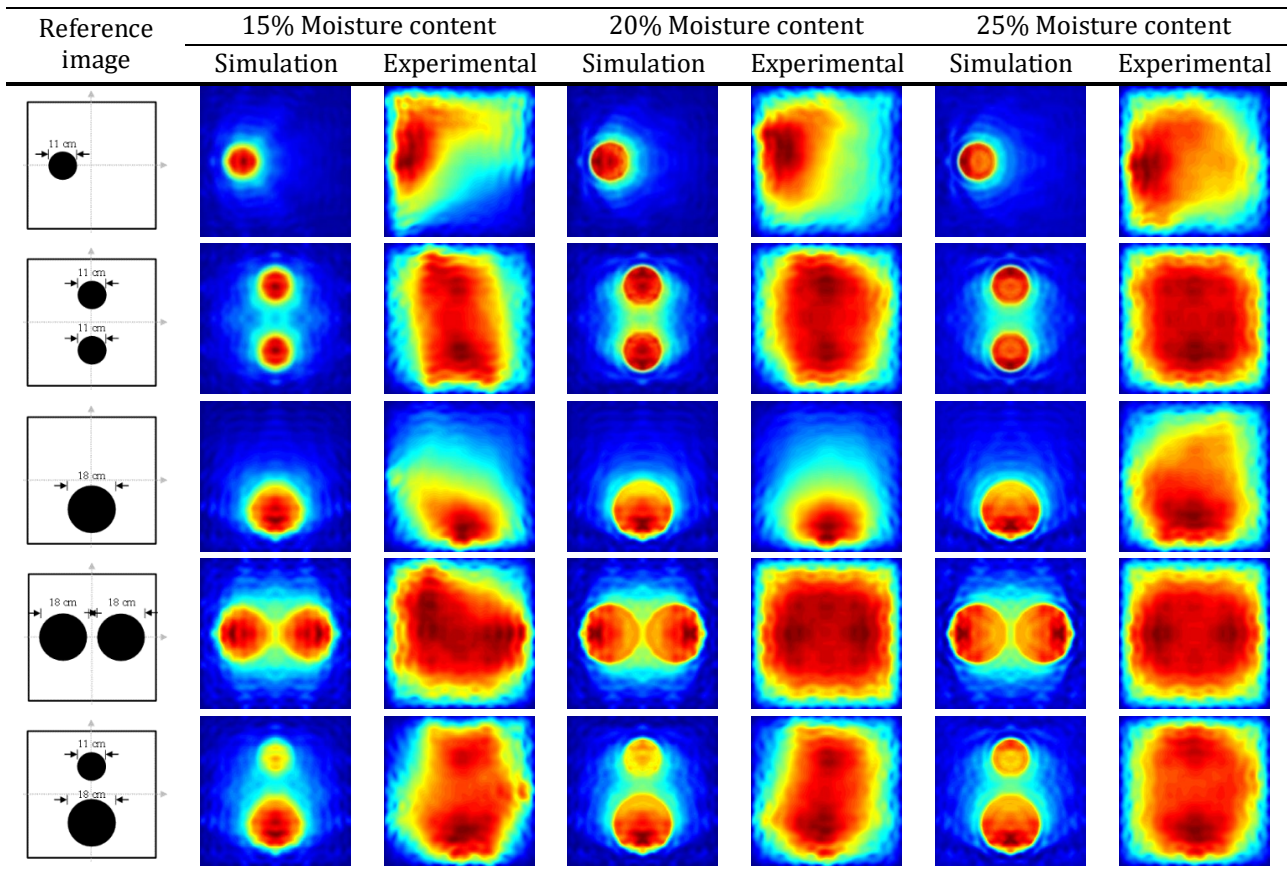 Reference image 15% Moisture content 20% Moisture content 25% Moisture content
Simulation Experimental Simulation Experimental Simulation Experimental
11 cm
11 cm
11 cm
18 cm
18 cm 18 cm
11 cm
18 cm